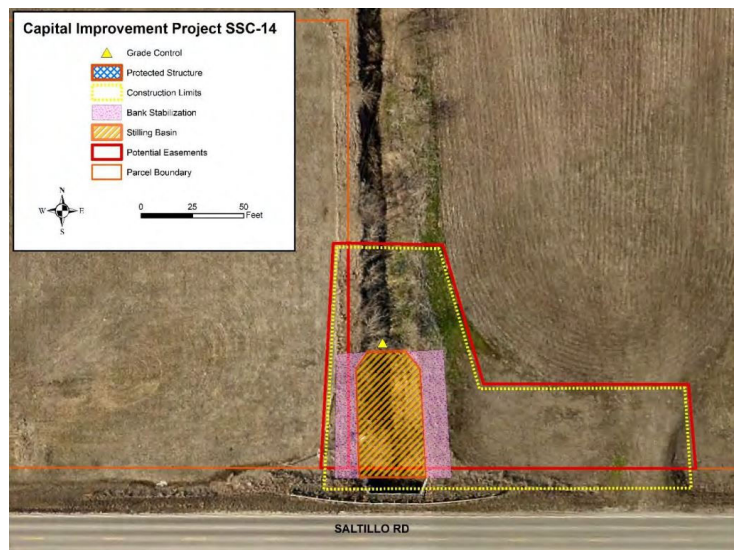 Capital Improvement Project SSC-14
Grade Control
Protected Structure
Construction Limits
Bank Stabilization
Stilling Basin
Potential Easements
Parcel Boundary
N
W E
S
0 25 50
Feet
SALTILLO RD